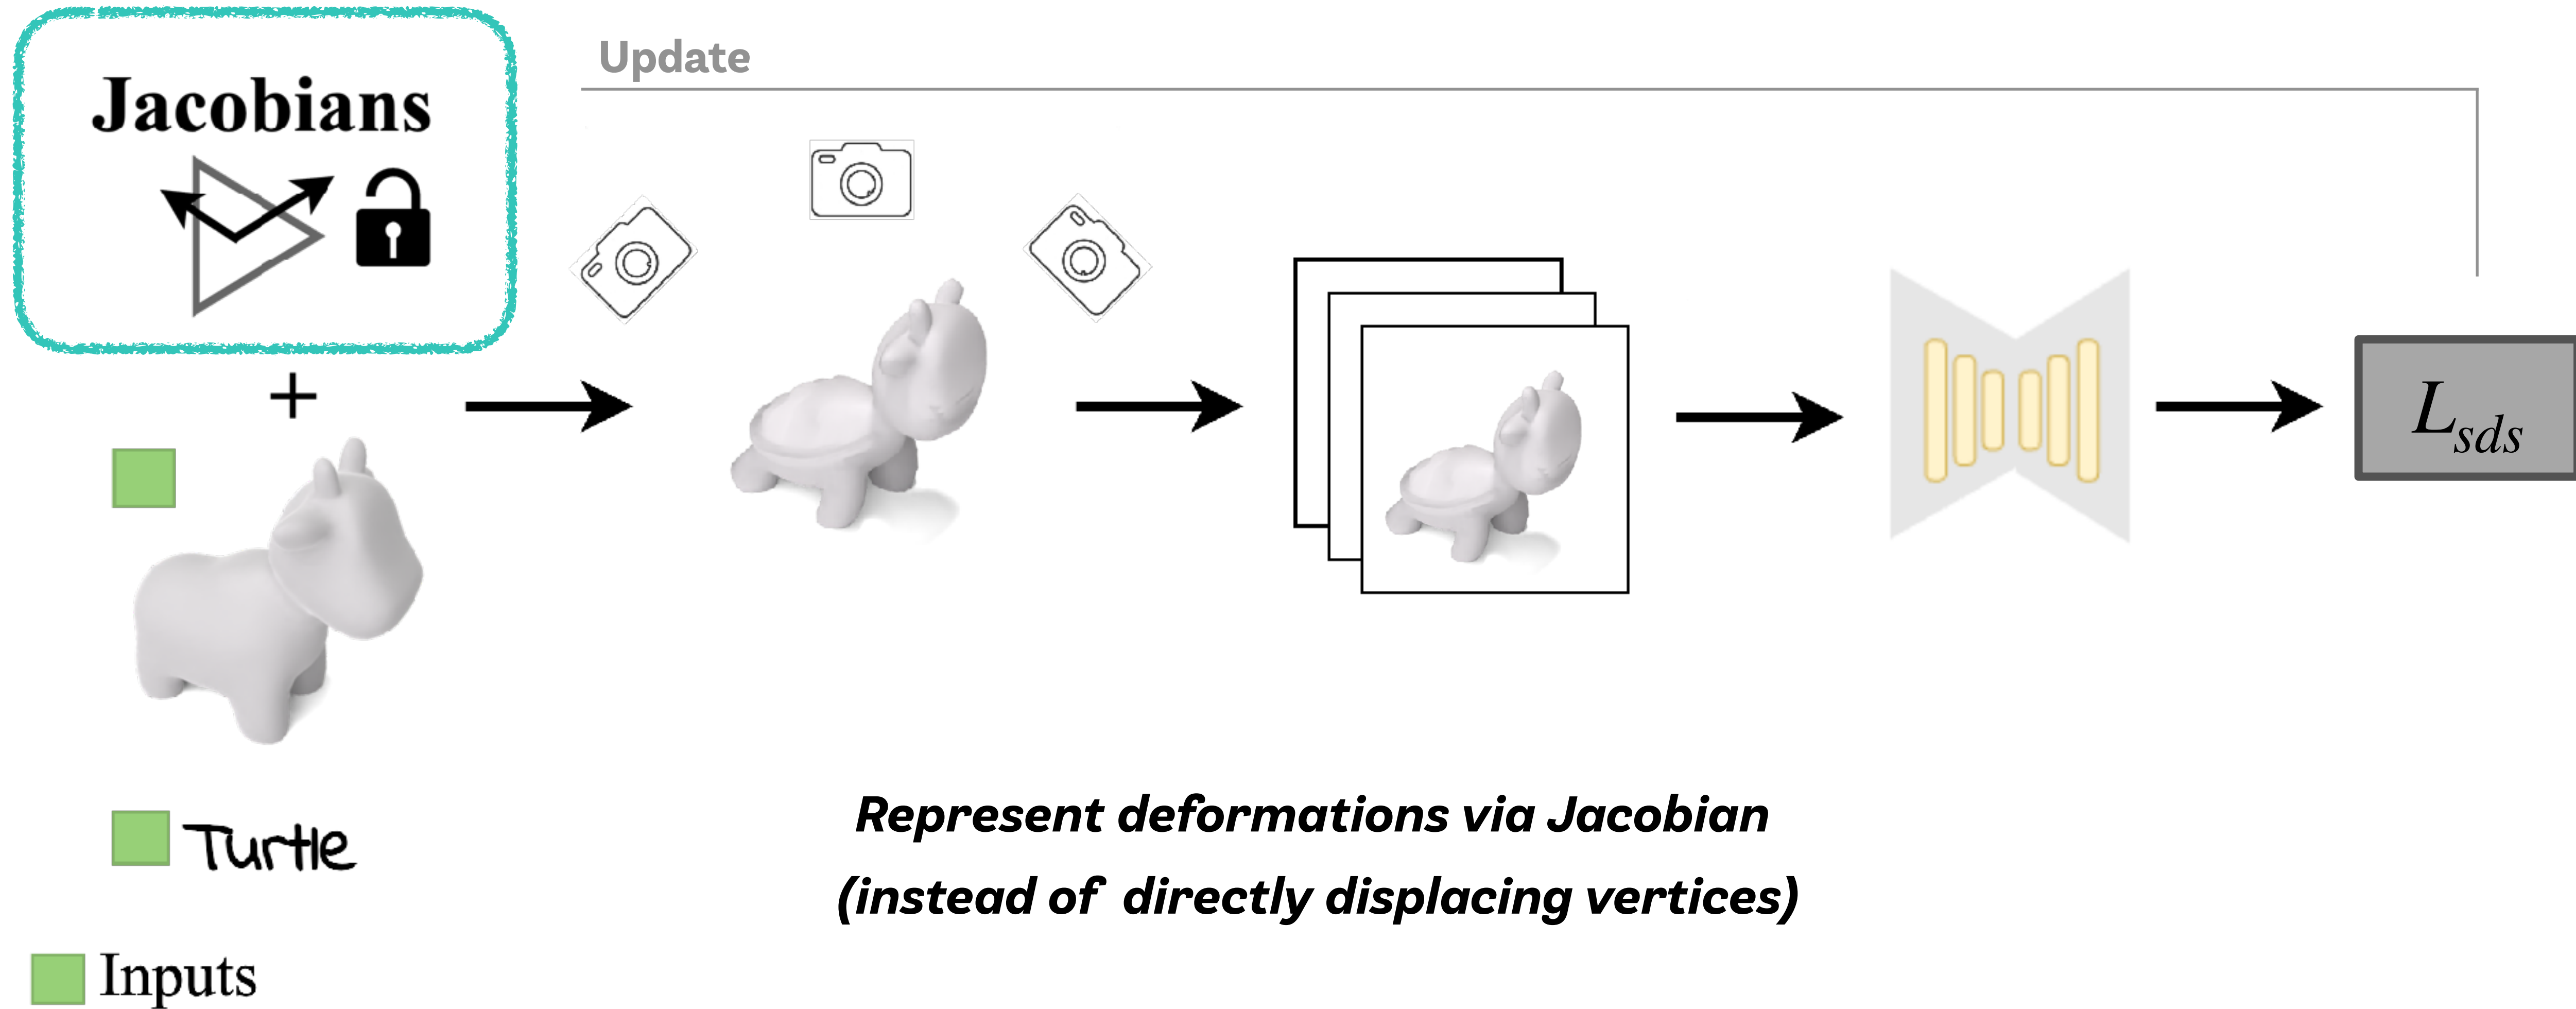 Jacobians
Update
+
L_sds
Turtle
Represent deformations via Jacobian
(instead of directly displacing vertices)
Inputs